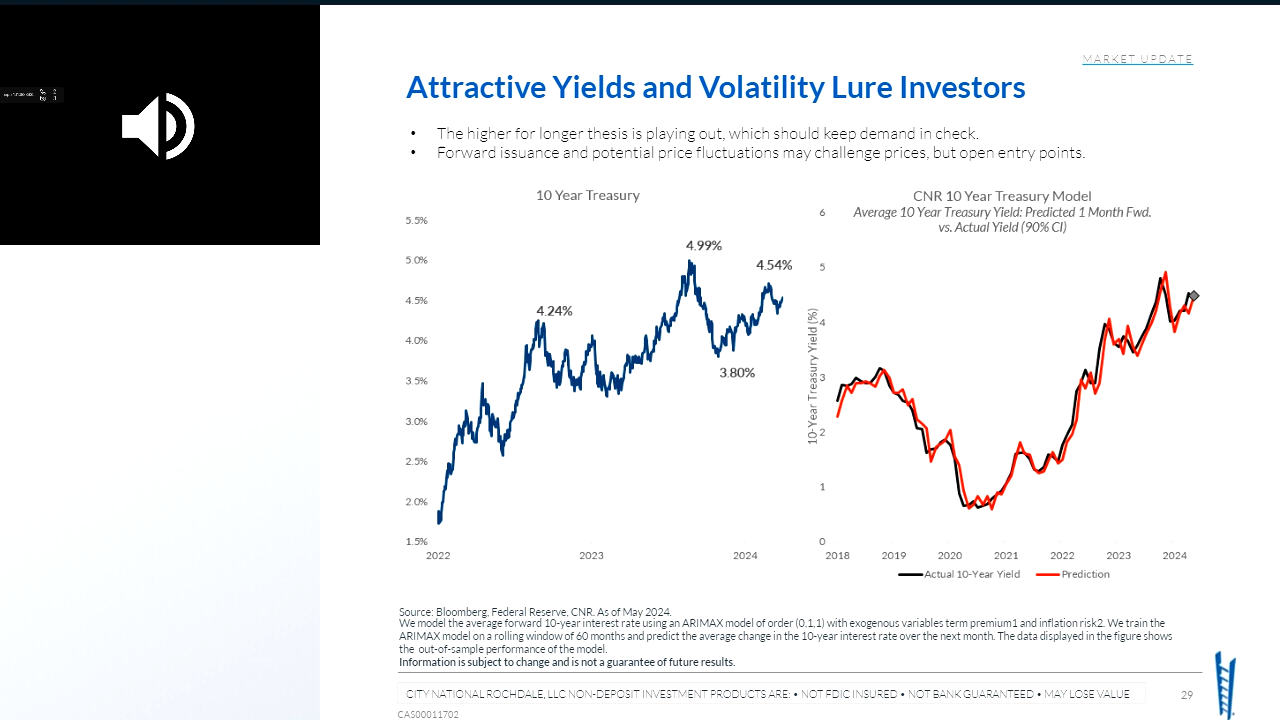 MARKET UPDATE
Attractive Yields and Volatility Lure Investors
• The higher for longer thesis is playing out, which should keep demand in check.
• Forward issuance and potential price fluctuations may challenge prices, but open entry points.
10 Year Treasury
5.5%
5.0%
4.5%
4.0%
3.5%
3.0%
2.5%
2.0%
1.5%
4.24%
4.99%
4.54%
3.80%
2022 2023 2024
CNR 10 Year Treasury Model
Average 10 Year Treasury Yield: Predicted 1 Month Fwd.
vs. Actual Yield (90% CI)
10-Year Treasury Yield (%)
6
5
4
3
2
1
0
2018 2019 2020 2021 2022 2023 2024
Actual 10-Year Yield Prediction
Source: Bloomberg, Federal Reserve, CNR. As of May 2024.
We model the average forward 10-year interest rate using an ARIMAX model of order (0,1,1) with exogenous variables term premium1 and inflation risk2. We train the
ARIMAX model on a rolling window of 60 months and predict the average change in the 10-year interest rate over the next month. The data displayed in the figure shows
the out-of-sample performance of the model.
Information is subject to change and is not a guarantee of future results.
CITY NATIONAL ROCHDALE, LLC NON-DEPOSIT INVESTMENT PRODUCTS ARE: • NOT FDIC INSURED • NOT BANK GUARANTEED • MAY LOSE VALUE
29
CAS00011702